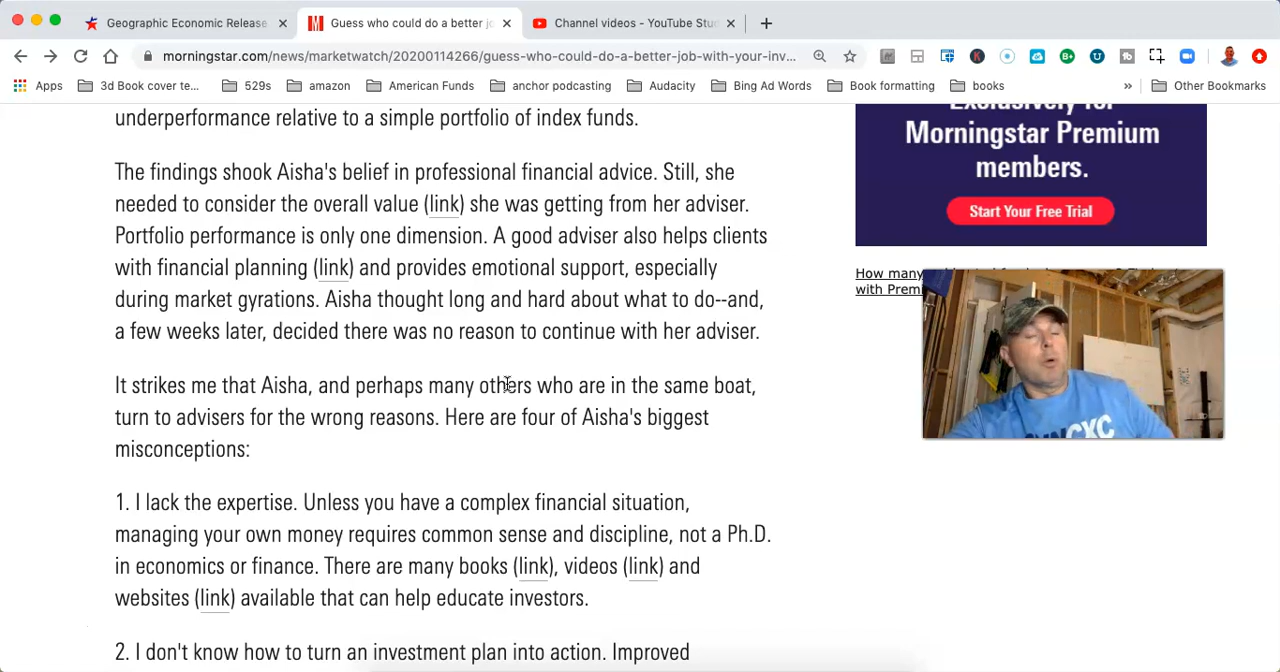 Geographic Economic Release
Guess who could do a better jo
Channel videos - YouTube Stud
morningstar.com/news/marketwatch/20200114266/guess-who-could-do-a-better-job-with-your-inv...
Apps
3d Book cover te...
529s
amazon
American Funds
anchor podcasting
Audacity
Bing Ad Words
Book formatting
books
»
Other Bookmarks
underperformance relative to a simple portfolio of index funds.
The findings shook Aisha's belief in professional financial advice. Still, she
needed to consider the overall value (link) she was getting from her adviser.
Portfolio performance is only one dimension. A good adviser also helps clients
with financial planning (link) and provides emotional support, especially
during market gyrations. Aisha thought long and hard about what to do--and,
a few weeks later, decided there was no reason to continue with her adviser.
It strikes me that Aisha, and perhaps many others who are in the same boat,
turn to advisers for the wrong reasons. Here are four of Aisha's biggest
misconceptions:
1. I lack the expertise. Unless you have a complex financial situation,
managing your own money requires common sense and discipline, not a Ph.D.
in economics or finance. There are many books (link), videos (link) and
websites (link) available that can help educate investors.
2. I don't know how to turn an investment plan into action. Improved
Exclusively for
Morningstar Premium
members.
Start Your Free Trial
How many
with Premi
CXC